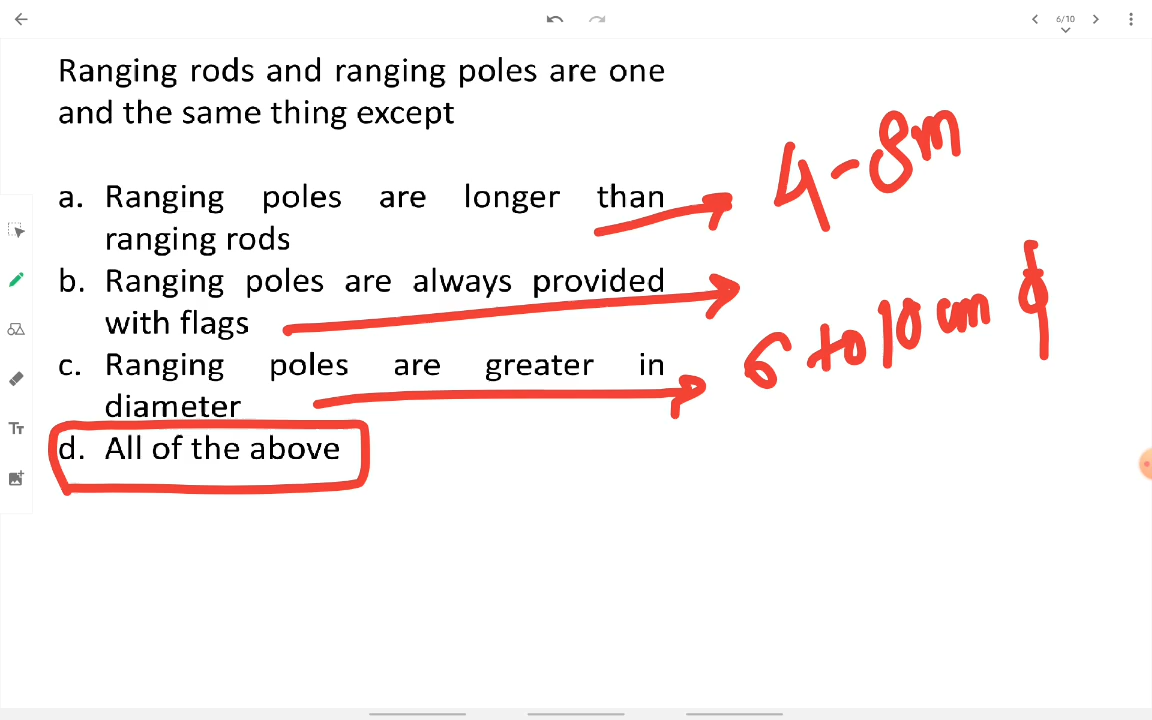 6/10
Ranging rods and ranging poles are one
and the same thing except
a. Ranging poles are longer than
ranging rods
b. Ranging poles are always provided
with flags
c. Ranging poles are greater in
diameter
d. All of the above
4-8m
6 to 10 cm ϕ
Tт